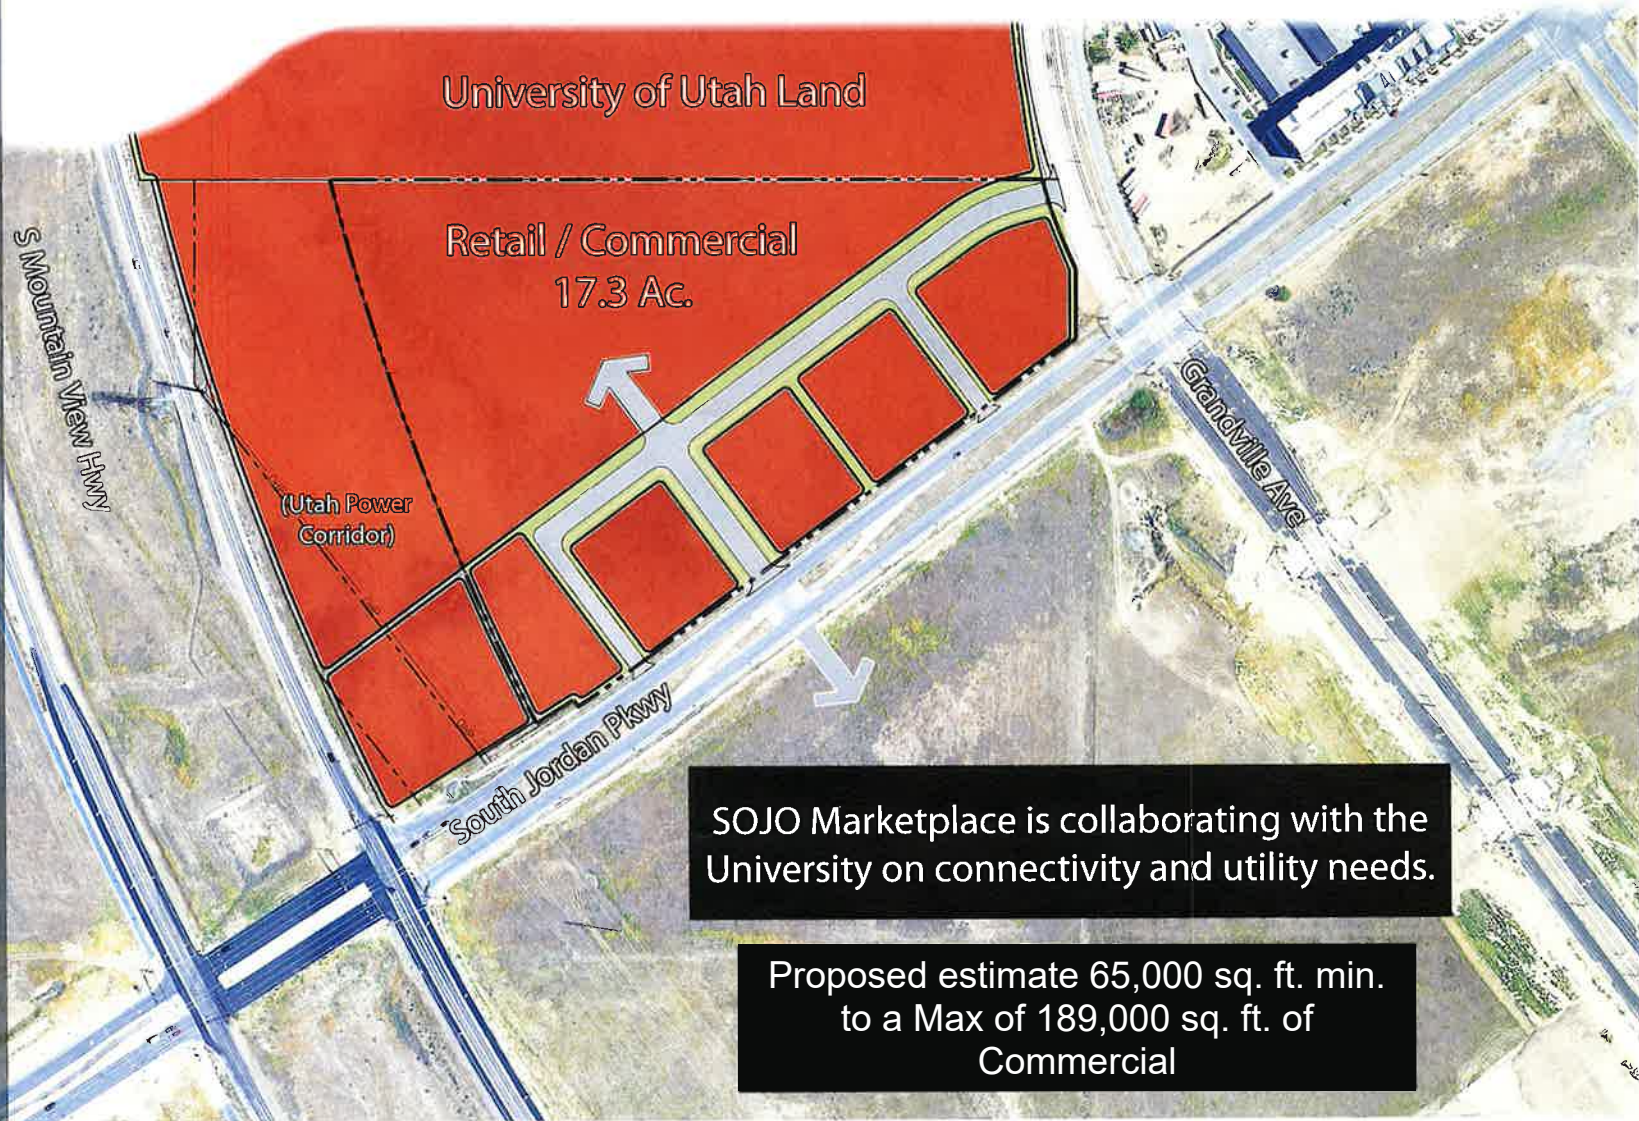 University of Utah Land
Retail / Commercial
17.3 Ac.
S Mountain View Hwy
(Utah Power
Corridor)
Grandville Ave
South Jordan Pkwy
SOJO Marketplace is collaborating with the
University on connectivity and utility needs.
Proposed estimate 65,000 sq. ft. min.
to a Max of 189,000 sq. ft. of
Commercial